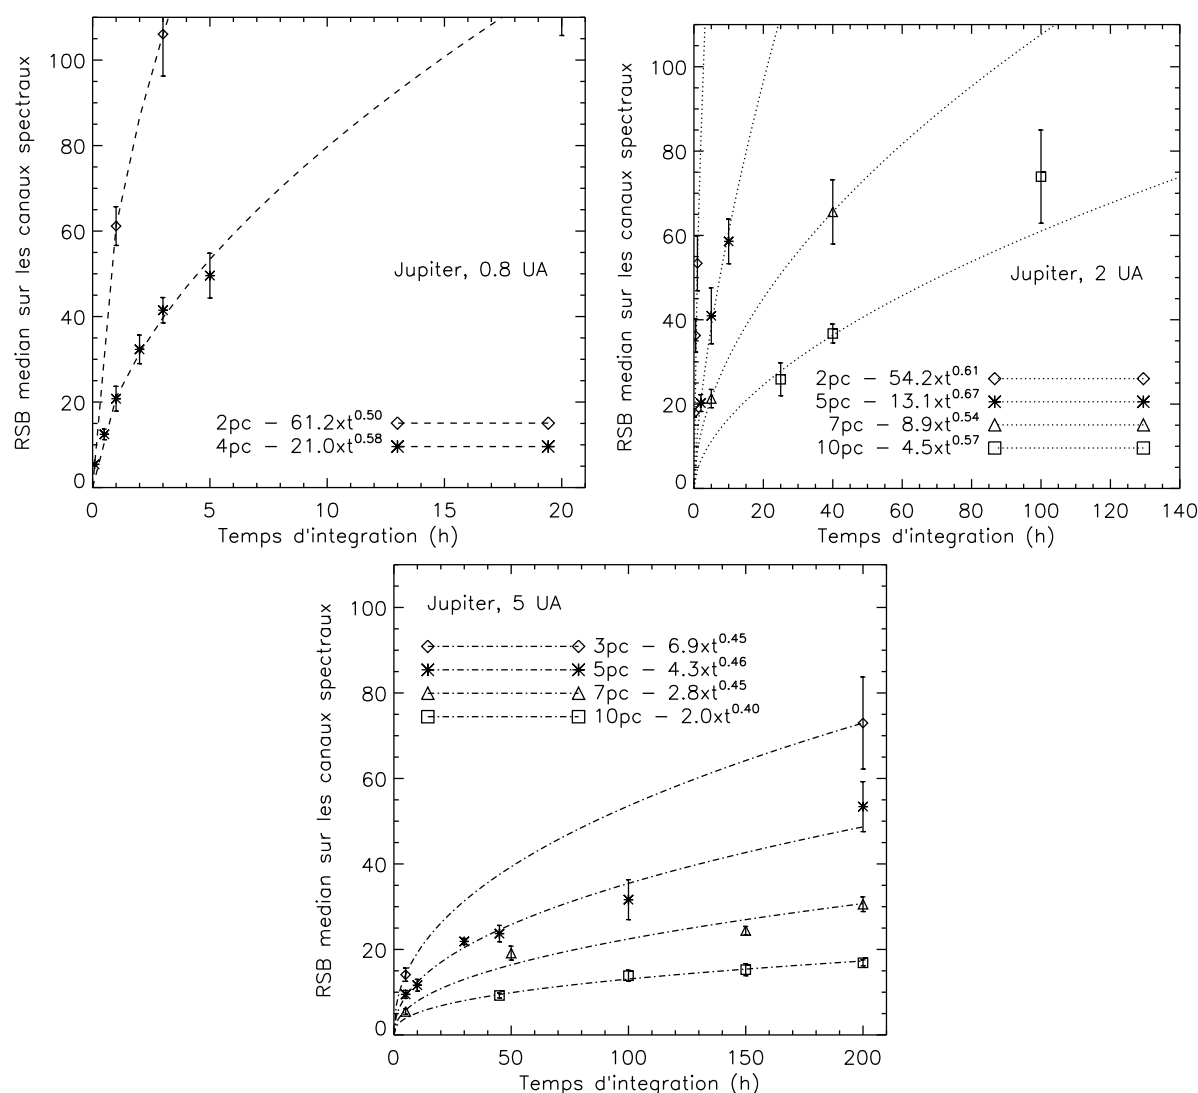 RSB median sur les canaux spectraux
100
80
60
40
20
0
Jupiter, 0.8 UA
2pc − 61.2xt^0.50
4pc − 21.0xt^0.58
0 5 10 15 20
Temps d'integration (h)
RSB median sur les canaux spectraux
100
80
60
40
20
0
Jupiter, 2 UA
2pc − 54.2xt^0.61
5pc − 13.1xt^0.67
7pc − 8.9xt^0.54
10pc − 4.5xt^0.57
0 20 40 60 80 100 120 140
Temps d'integration (h)
RSB median sur les canaux spectraux
100
80
60
40
20
0
Jupiter, 5 UA
3pc − 6.9xt^0.45
5pc − 4.3xt^0.46
7pc − 2.8xt^0.45
10pc − 2.0xt^0.40
0 50 100 150 200
Temps d'integration (h)